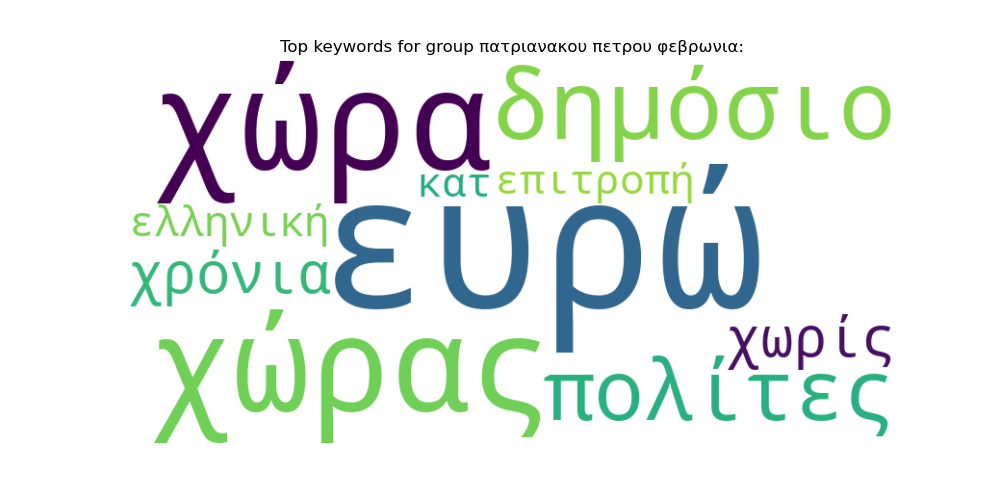 Top keywords for group πατριανακου πετρου φεβρωνια:
χώρα
δημόσιο
κατ
επιτροπή
ελληνική
ευρώ
χρόνια
χώρας
χωρίς
πολίτες